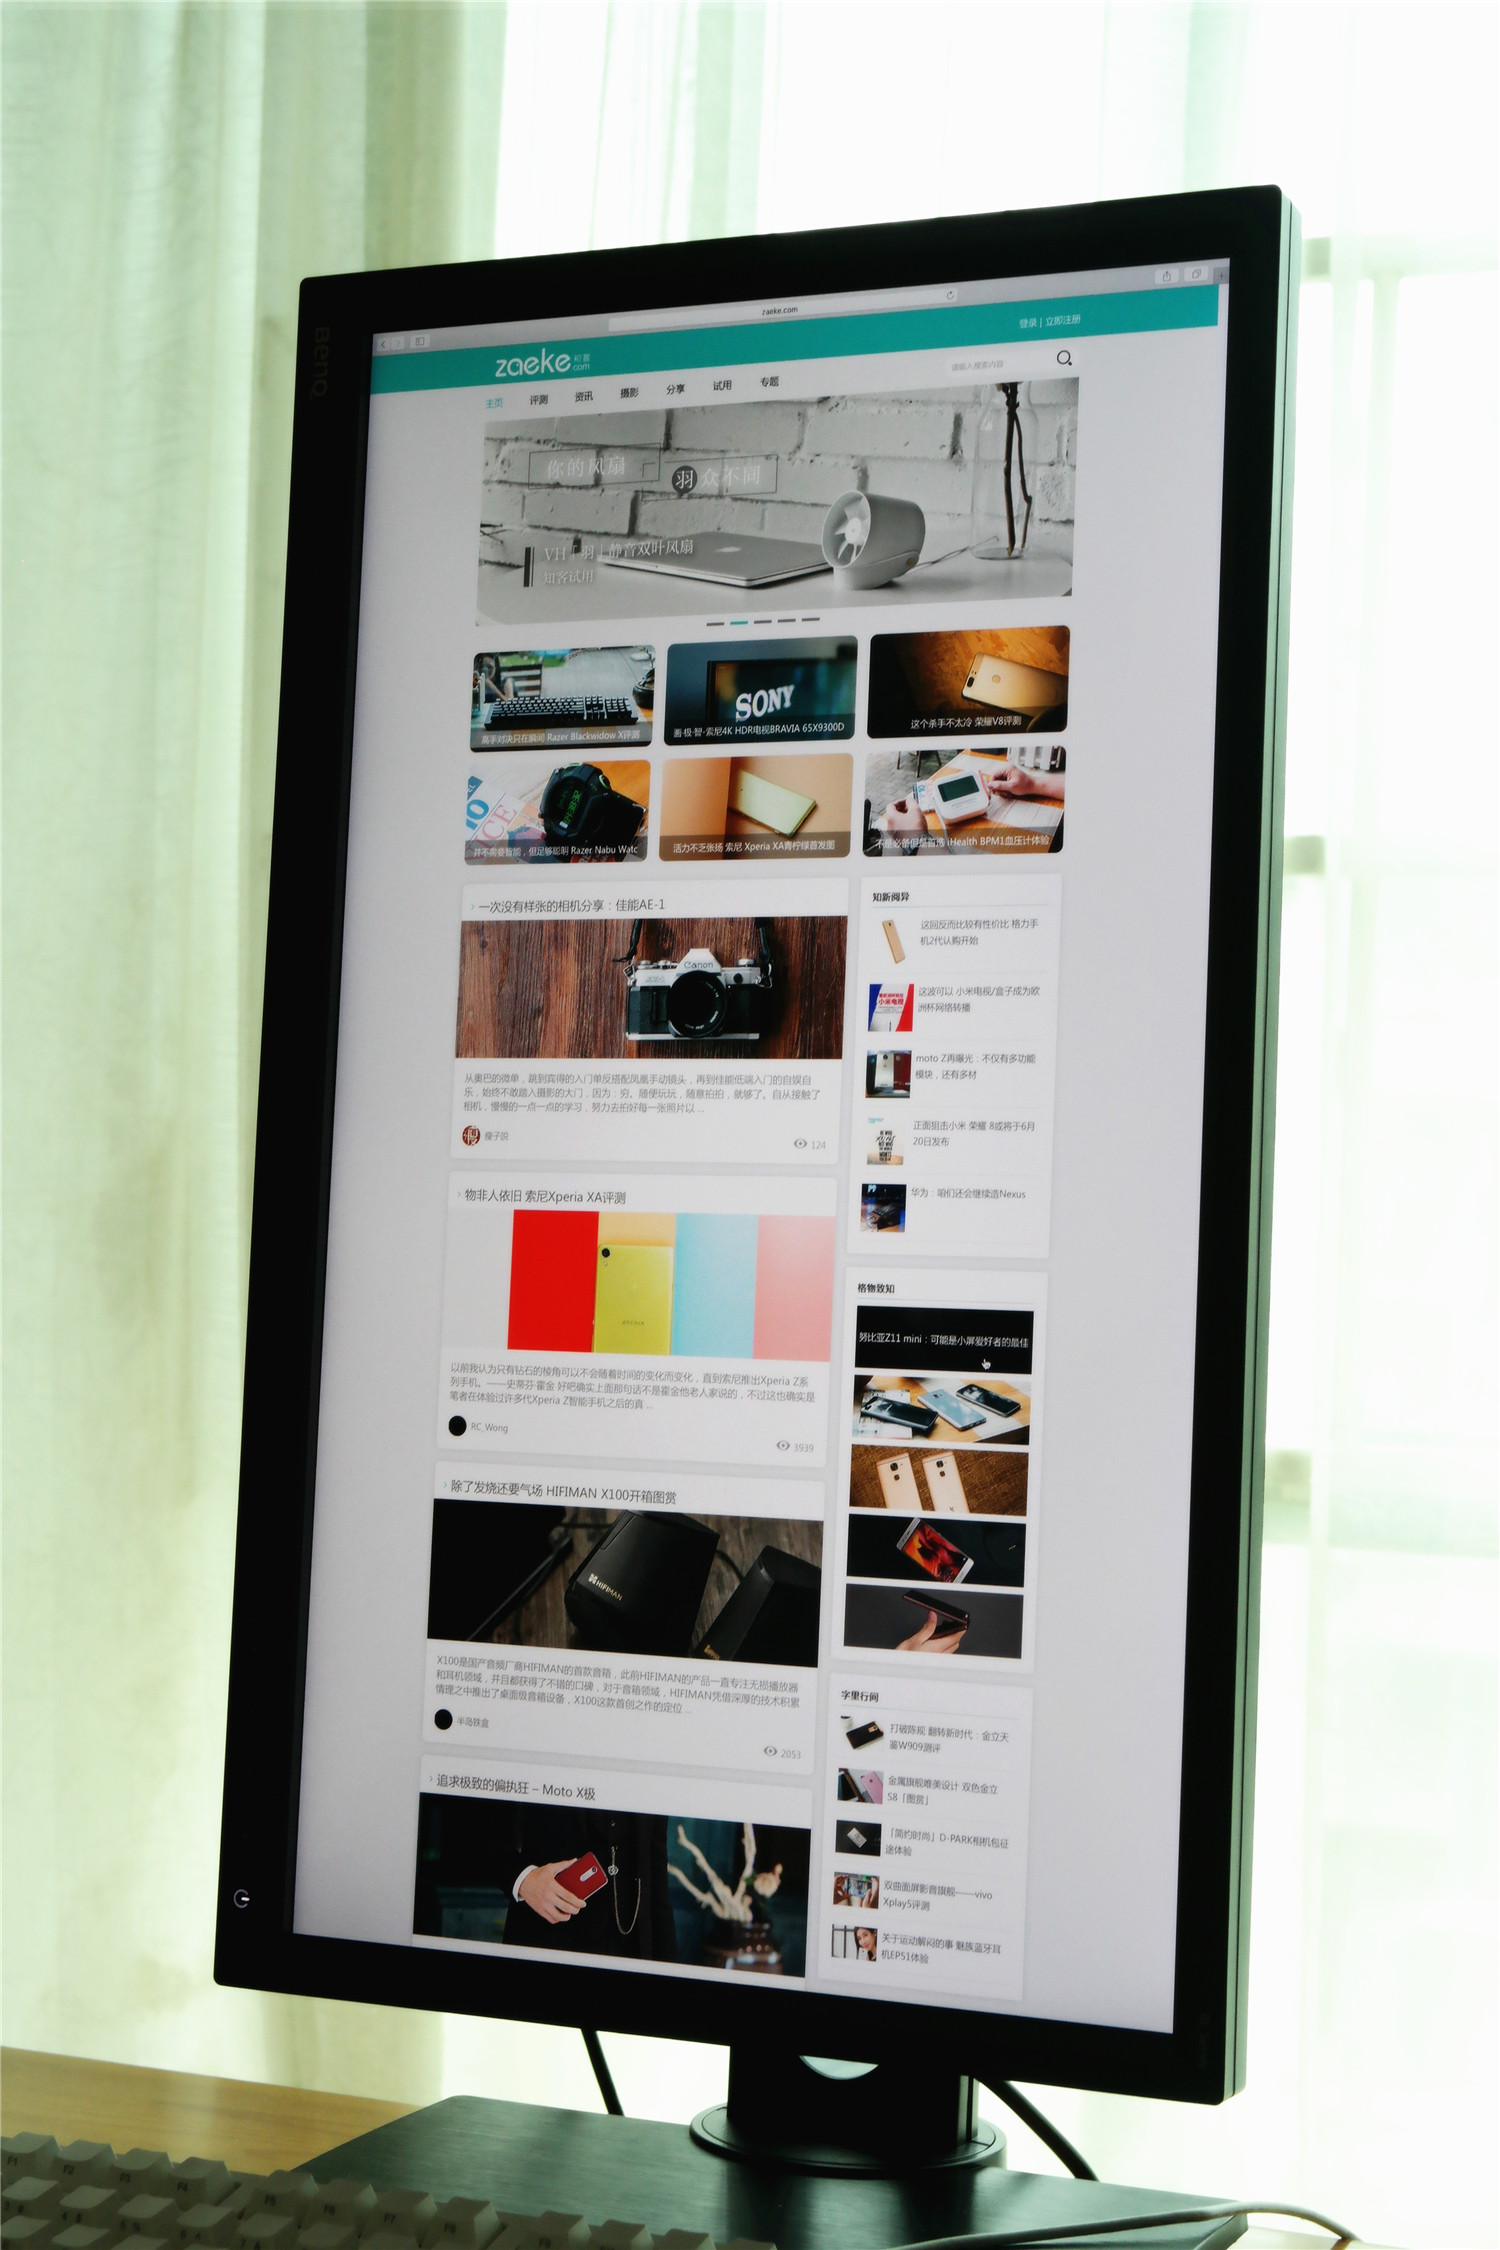 BenQ
zaeke.com
登录 | 立即注册
zaeke 知客
com
请输入搜索内容
主页 评测 资讯 摄影 分享 试用 专题
你的风扇
羽众不同
VH「羽」静音双叶风扇
知客试用
高手对决只在瞬间 Razer Blackwidow X评测
SONY
画·极·智·索尼4K HDR电视BRAVIA 65X9300D
这个杀手不太冷 荣耀V8评测
并不需要智能，但足够聪明 Razer Nabu Watc
活力不乏张扬 索尼 Xperia XA青柠绿首发图
不是必备但是首选 iHealth BPM1血压计体验
一次没有样张的相机分享：佳能AE-1
Canon
从奥巴的微单，跳到宾得的入门单反搭配凤凰手动镜头，再到佳能低端入门的自娱自
乐，始终不敢踏入摄影的大门，因为：穷。随便玩玩，随意拍拍，就够了。自从接触了
相机，慢慢的一点一点的学习，努力去拍好每一张照片以 ...
瘦子说
124
物非人依旧 索尼Xperia XA评测
以前我认为只有钻石的棱角可以不会随着时间的变化而变化，直到索尼推出Xperia Z系
列手机。——史蒂芬·霍金 好吧确实上面那句话不是霍金他老人家说的，不过这也确实是
笔者在体验过许多代Xperia Z智能手机之后的真 ...
RC_Wong
3939
除了发烧还要气场 HIFIMAN X100开箱图赏
HIFIMAN
X100是国产音频厂商HIFIMAN的首款音箱，此前HIFIMAN的产品一直专注无损播放器
和耳机领域，并且都获得了不错的口碑，对于音箱领域，HIFIMAN凭借深厚的技术积累
情理之中推出了桌面级音箱设备，X100这款首创之作的定位 ...
半岛铁盒
2053
追求极致的偏执狂 – Moto X极
知新阅异
这回反而比较有性价比 格力手
机2代认购开始
小米电视
这波可以 小米电视/盒子成为欧
洲杯网络转播
moto Z再曝光：不仅有多功能
模块，还有多材
正面狙击小米 荣耀 8或将于6月
20日发布
华为：咱们还会继续造Nexus
格物致知
努比亚Z11 mini：可能是小屏爱好者的最佳
字里行间
打破陈规 翻转新时代：金立天
鉴W909测评
金属旗舰唯美设计 双色金立
S8「图赏」
「简约时尚」D-PARK相机包征
途体验
双曲面屏影音旗舰——vivo
Xplay5评测
关于运动解闷的事 魅族蓝牙耳
机EP51体验
F1
F2
F3
F4
F5
F6
F7
F8